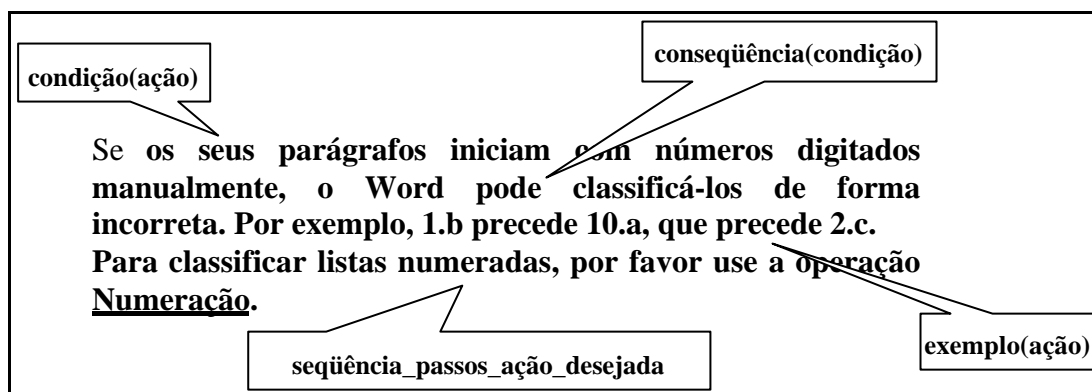 conseqüência(condição)
condição(ação)
Se os seus parágrafos iniciam com números digitados
manualmente, o Word pode classificá-los de forma
incorreta. Por exemplo, 1.b precede 10.a, que precede 2.c.
Para classificar listas numeradas, por favor use a operação
Numeração.
exemplo(ação)
seqüência_passos_ação_desejada